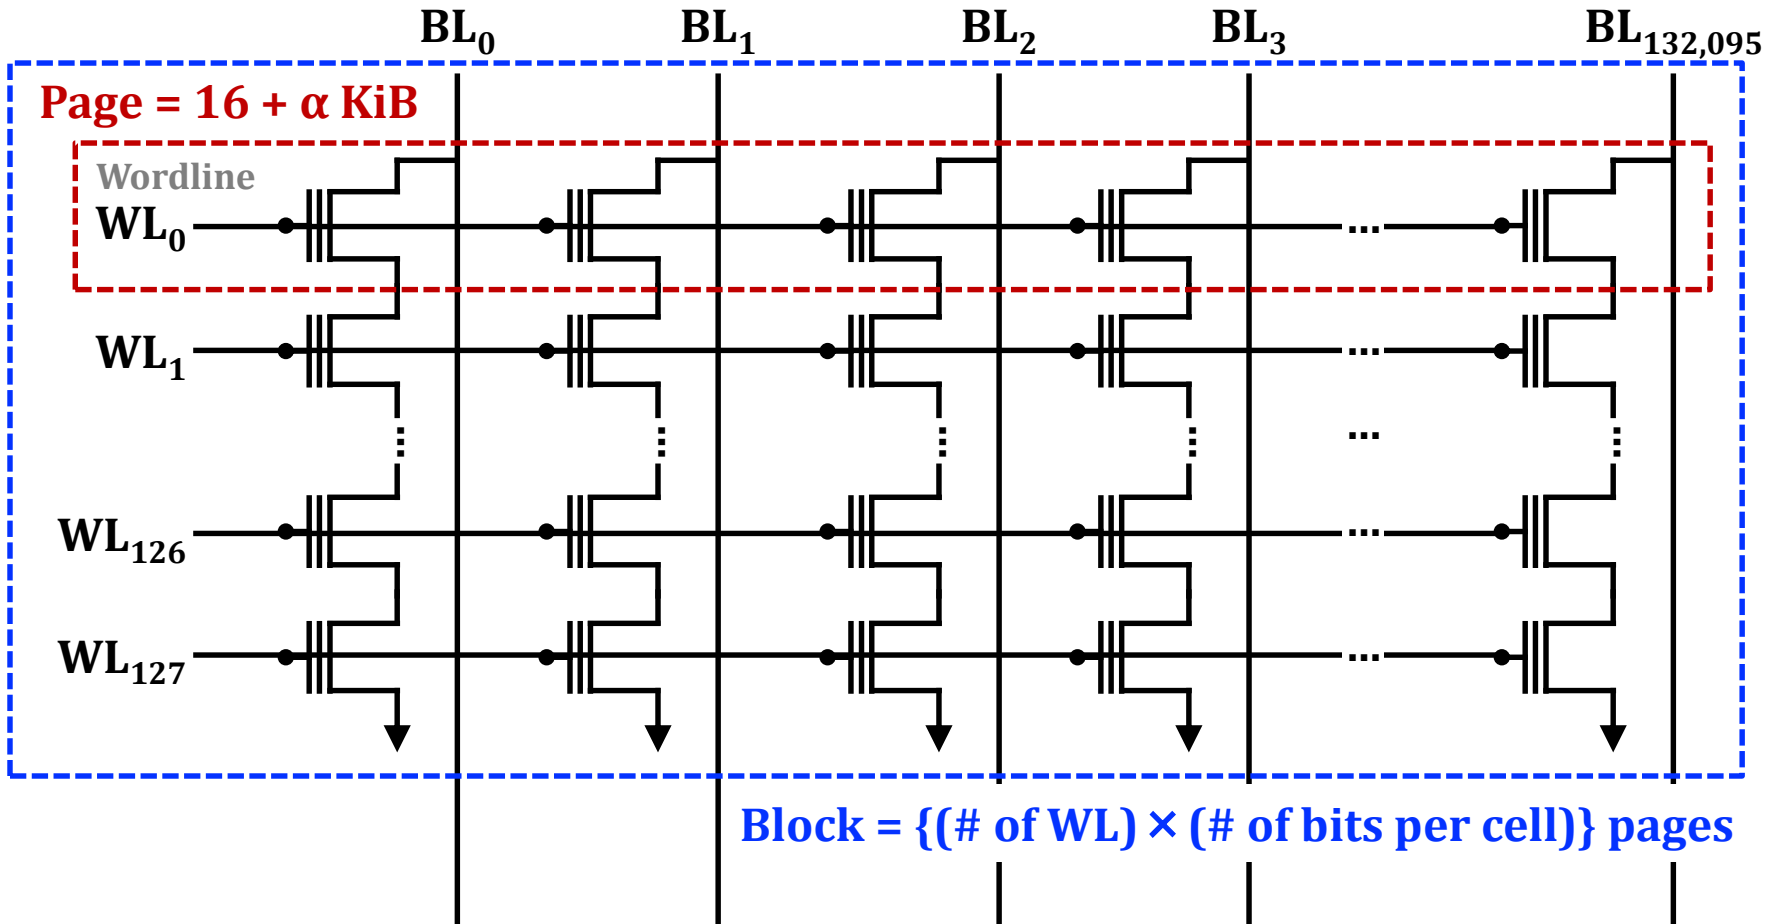 BL0 BL1 BL2 BL3 BL132,095
Page = 16 + α KiB
Wordline
WL0 ...
WL1 ...
... ... ... ... ... ...
WL126 ...
WL127 ...
Block = {(# of WL) × (# of bits per cell)} pages